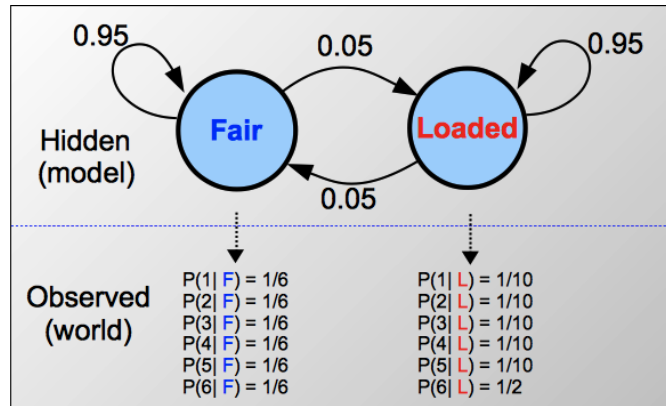 0.95
0.05
0.95
Fair
Loaded
Hidden
(model)
0.05
Observed
(world)
P(1| F) = 1/6
P(2| F) = 1/6
P(3| F) = 1/6
P(4| F) = 1/6
P(5| F) = 1/6
P(6| F) = 1/6
P(1| L) = 1/10
P(2| L) = 1/10
P(3| L) = 1/10
P(4| L) = 1/10
P(5| L) = 1/10
P(6| L) = 1/2